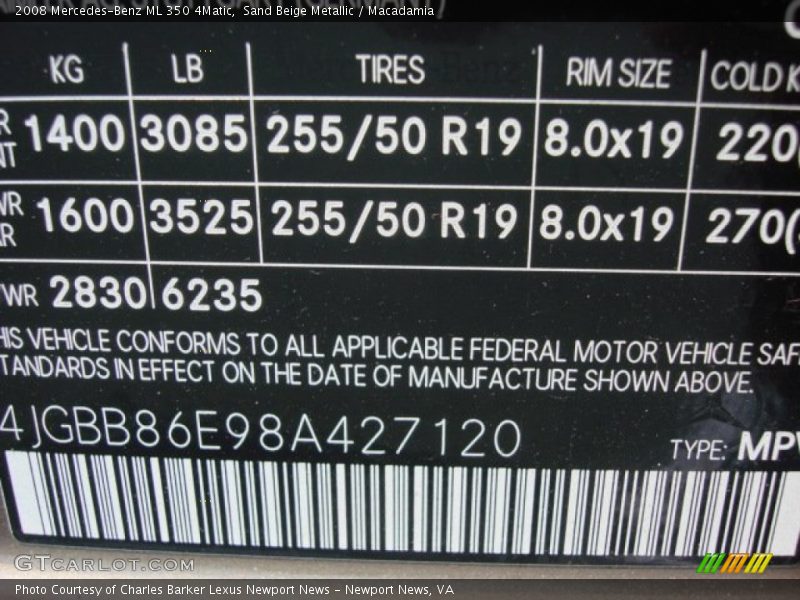 2008 Mercedes-Benz ML 350 4Matic, Sand Beige Metallic / Macadamia
KG LB TIRES RIM SIZE COLD K
R
NT 1400 3085 255/50 R19 8.0x19 220(
WR
R 1600 3525 255/50 R19 8.0x19 270(
VWR 2830 6235
HIS VEHICLE CONFORMS TO ALL APPLICABLE FEDERAL MOTOR VEHICLE SAF
TANDARDS IN EFFECT ON THE DATE OF MANUFACTURE SHOWN ABOVE.
4JGBB86E98A427120
TYPE: MPV
GTCARLOT.COM
Photo Courtesy of Charles Barker Lexus Newport News - Newport News, VA